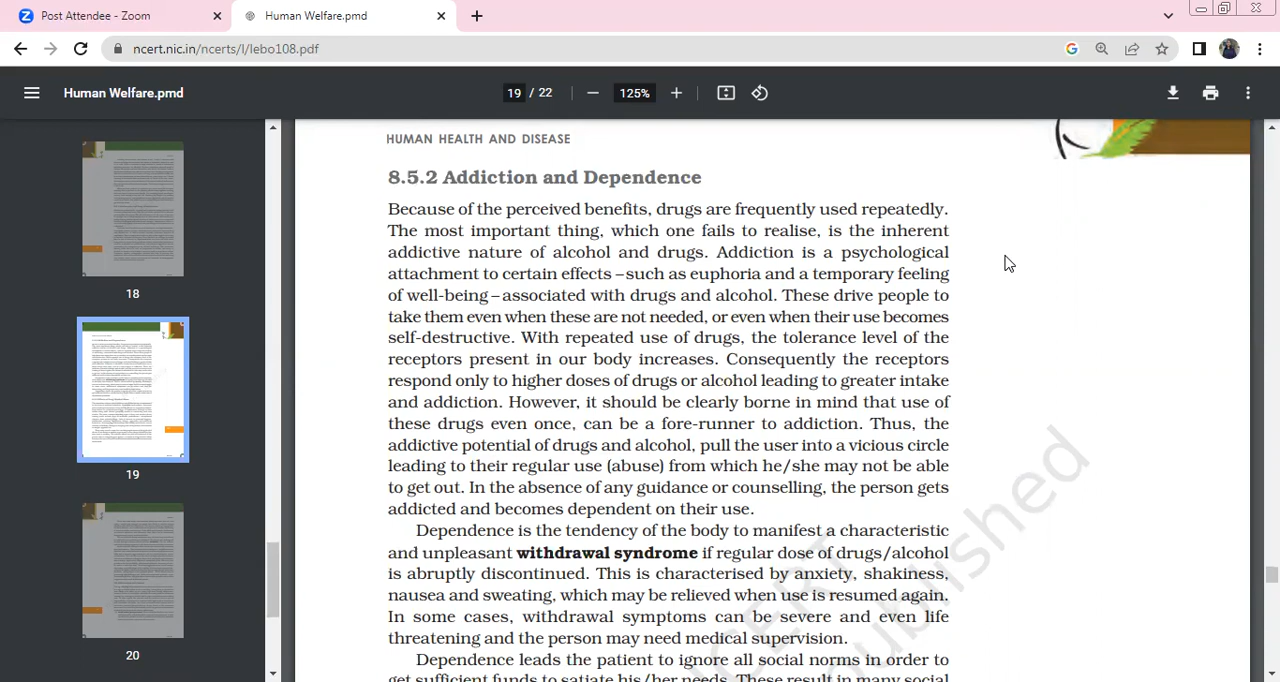 Post Attendee - Zoom
Human Welfare.pmd
ncert.nic.in/ncerts/l/lebo108.pdf
Human Welfare.pmd
19 / 22
125%
18
19
20
HUMAN HEALTH AND DISEASE
8.5.2 Addiction and Dependence
Because of the perceived benefits, drugs are frequently used repeatedly.
The most important thing, which one fails to realise, is the inherent
addictive nature of alcohol and drugs. Addiction is a psychological
attachment to certain effects –such as euphoria and a temporary feeling
of well-being–associated with drugs and alcohol. These drive people to
take them even when these are not needed, or even when their use becomes
self-destructive. With repeated use of drugs, the tolerance level of the
receptors present in our body increases. Consequently the receptors
respond only to higher doses of drugs or alcohol leading to greater intake
and addiction. However, it should be clearly borne in mind that use of
these drugs even once, can be a fore-runner to addiction. Thus, the
addictive potential of drugs and alcohol, pull the user into a vicious circle
leading to their regular use (abuse) from which he/she may not be able
to get out. In the absence of any guidance or counselling, the person gets
addicted and becomes dependent on their use.
Dependence is the tendency of the body to manifest a characteristic
and unpleasant withdrawal syndrome if regular dose of drugs/alcohol
is abruptly discontinued. This is characterised by anxiety, shakiness,
nausea and sweating, which may be relieved when use is resumed again.
In some cases, withdrawal symptoms can be severe and even life
threatening and the person may need medical supervision.
Dependence leads the patient to ignore all social norms in order to
get sufficient funds to satiate his/her needs. These result in many social